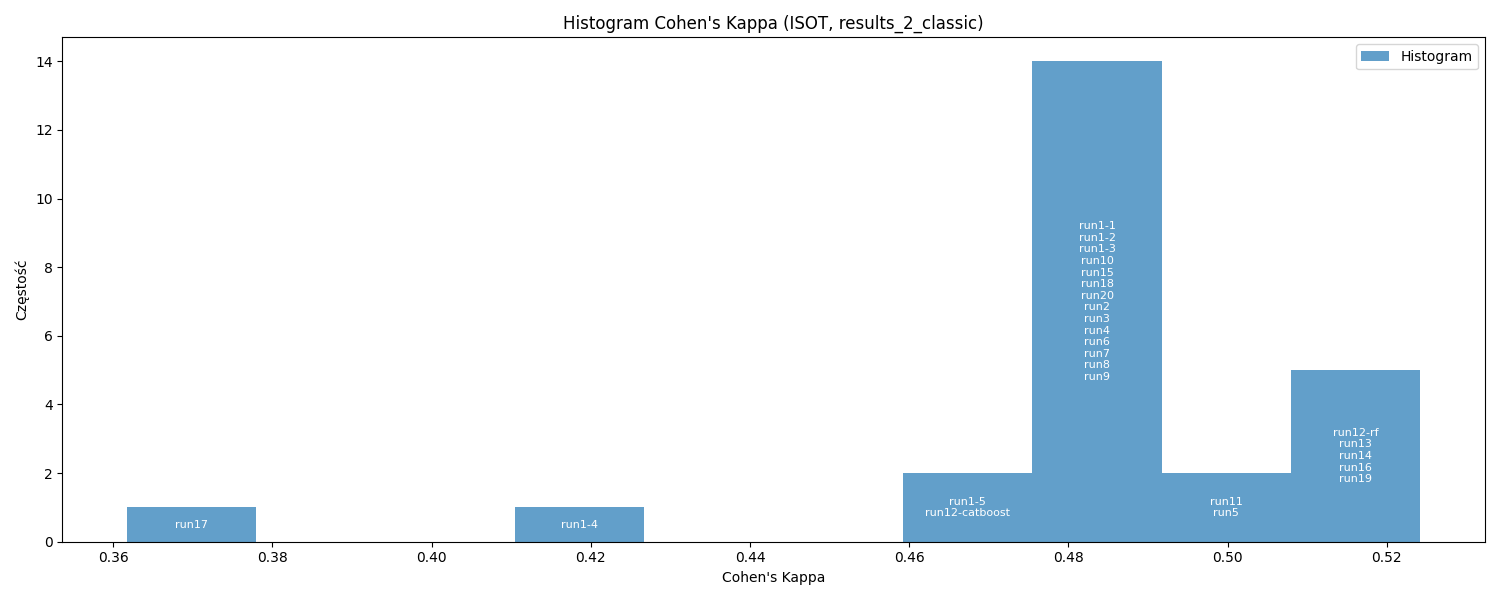 Histogram Cohen's Kappa (ISOT, results_2_classic)
Histogram
Częstość
14
12
10
8
6
4
2
0
run17
run1-4
run1-5
run12-catboost
run1-1
run1-2
run1-3
run10
run15
run18
run20
run2
run3
run4
run6
run7
run8
run9
run11
run5
run12-rf
run13
run14
run16
run19
0.36 0.38 0.40 0.42 0.44 0.46 0.48 0.50 0.52
Cohen's Kappa